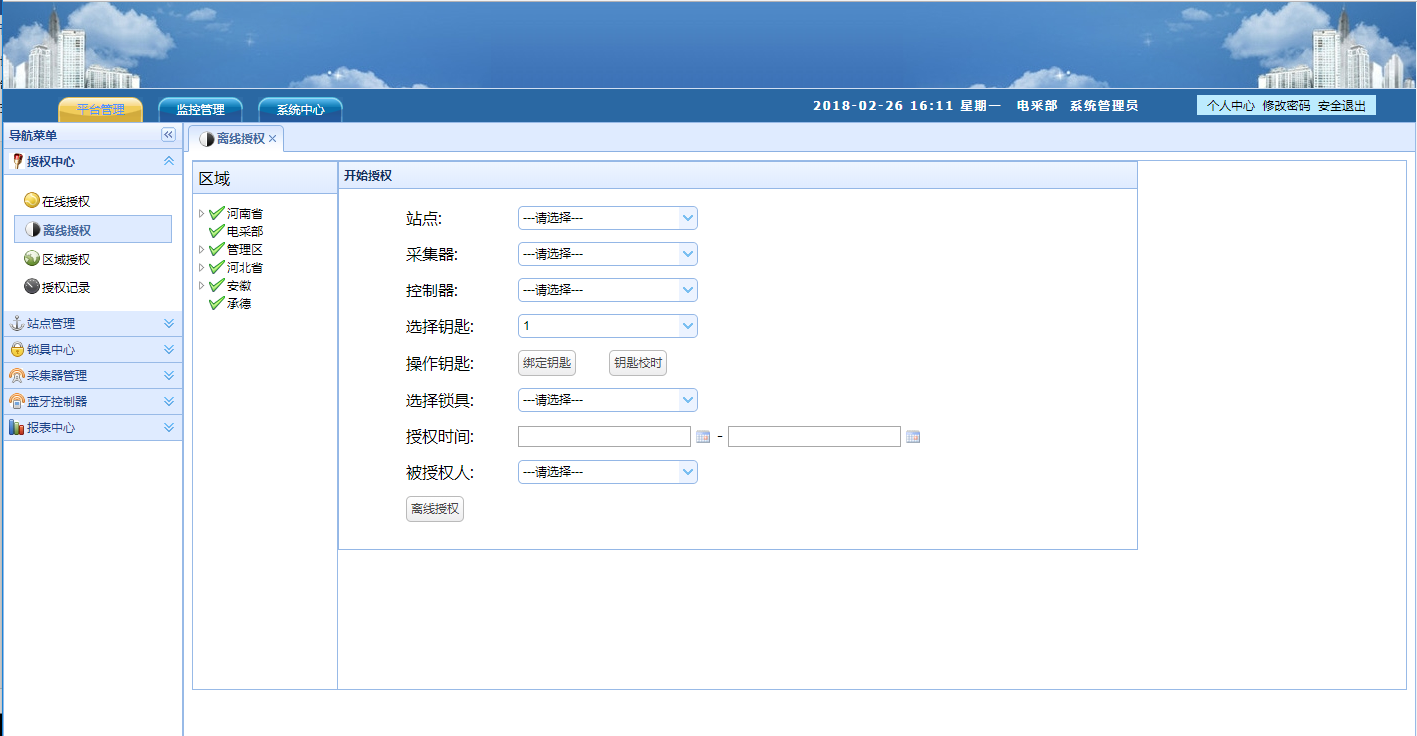 平台管理 监控管理 系统中心 2018-02-26 16:11 星期一 电采部 系统管理员 个人中心 修改密码 安全退出
导航菜单
授权中心
在线授权
离线授权
区域授权
授权记录
站点管理
锁具中心
采集器管理
蓝牙控制器
报表中心
离线授权
区域
河南省
电采部
管理区
河北省
安徽
承德
开始授权
站点: ---请选择---
采集器: ---请选择---
控制器: ---请选择---
选择钥匙: 1
操作钥匙: 绑定钥匙 钥匙校时
选择锁具: ---请选择---
授权时间: -
被授权人: ---请选择---
离线授权